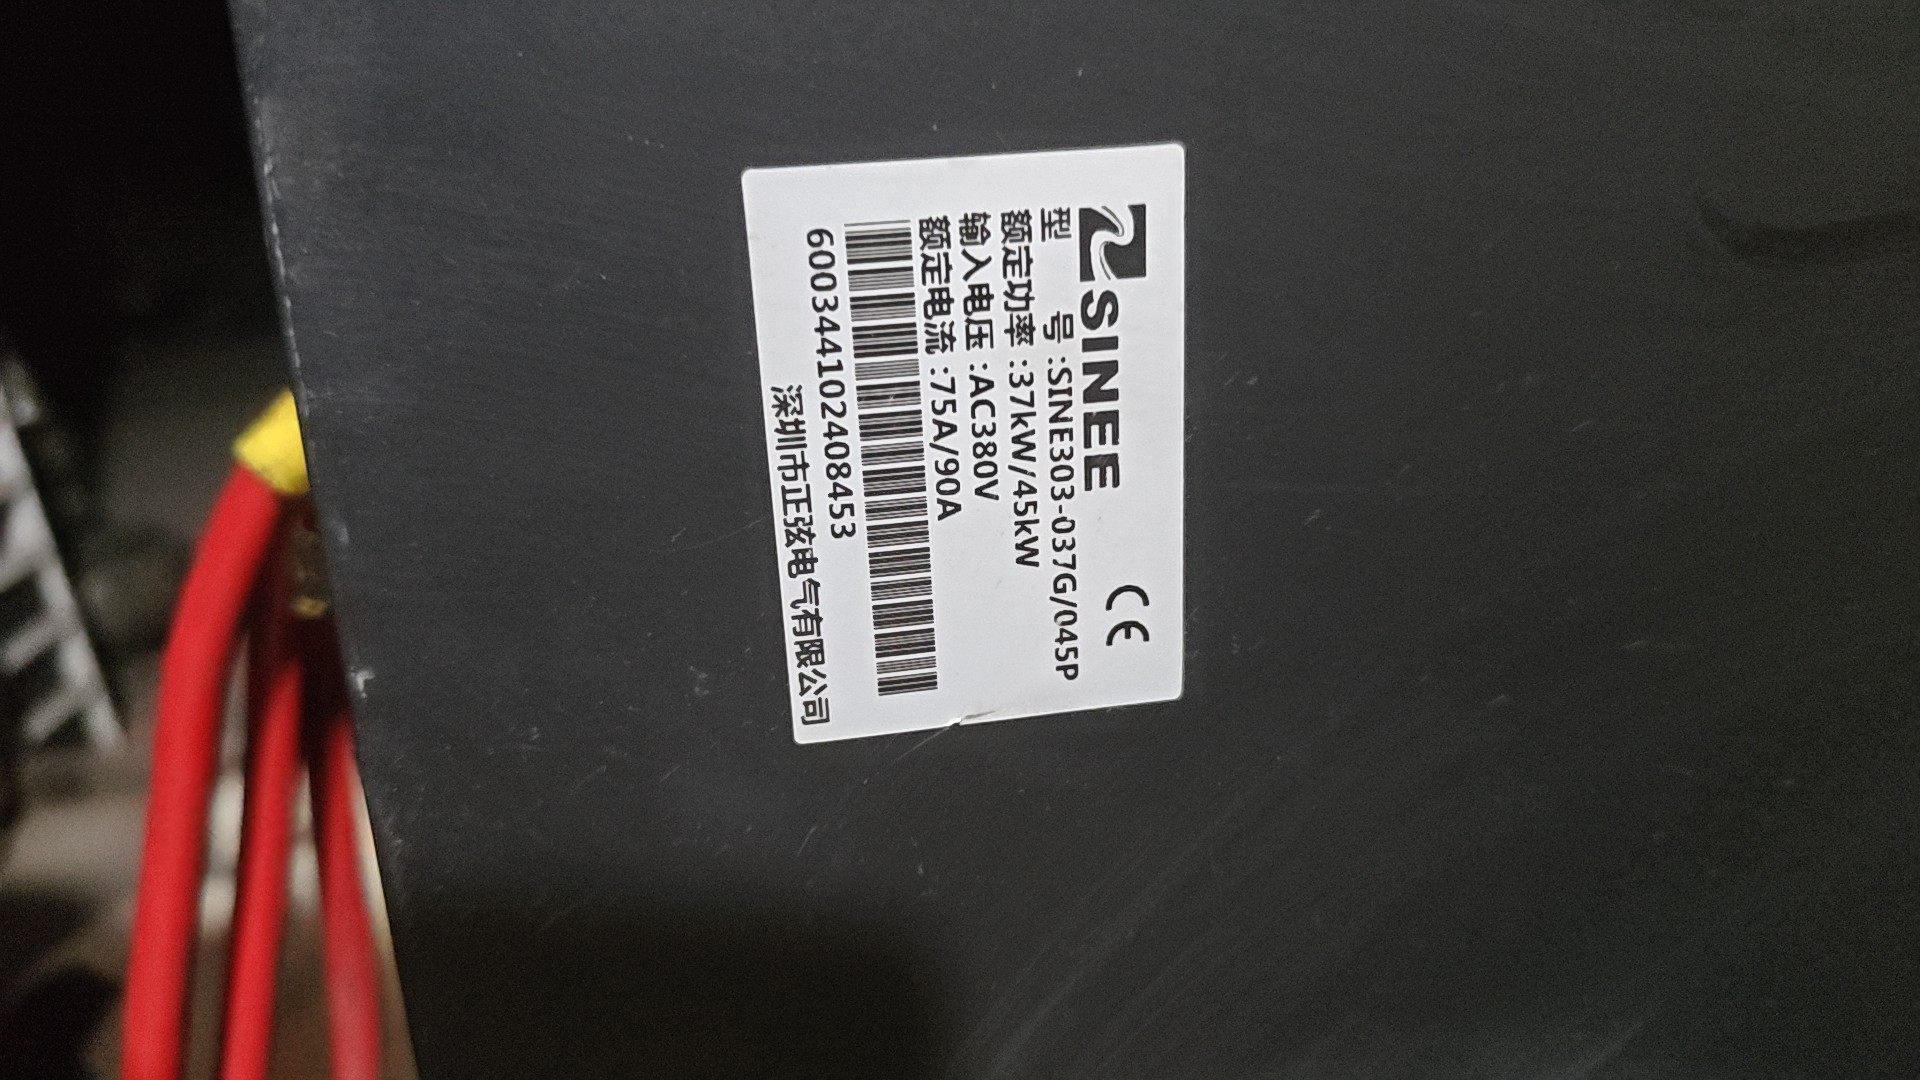 SINEE CE
型 号:SINE303-037G/045P
额定功率:37kW/45kW
输入电压:AC380V
额定电流:75A/90A
600344102408453
深圳市正弦电气有限公司